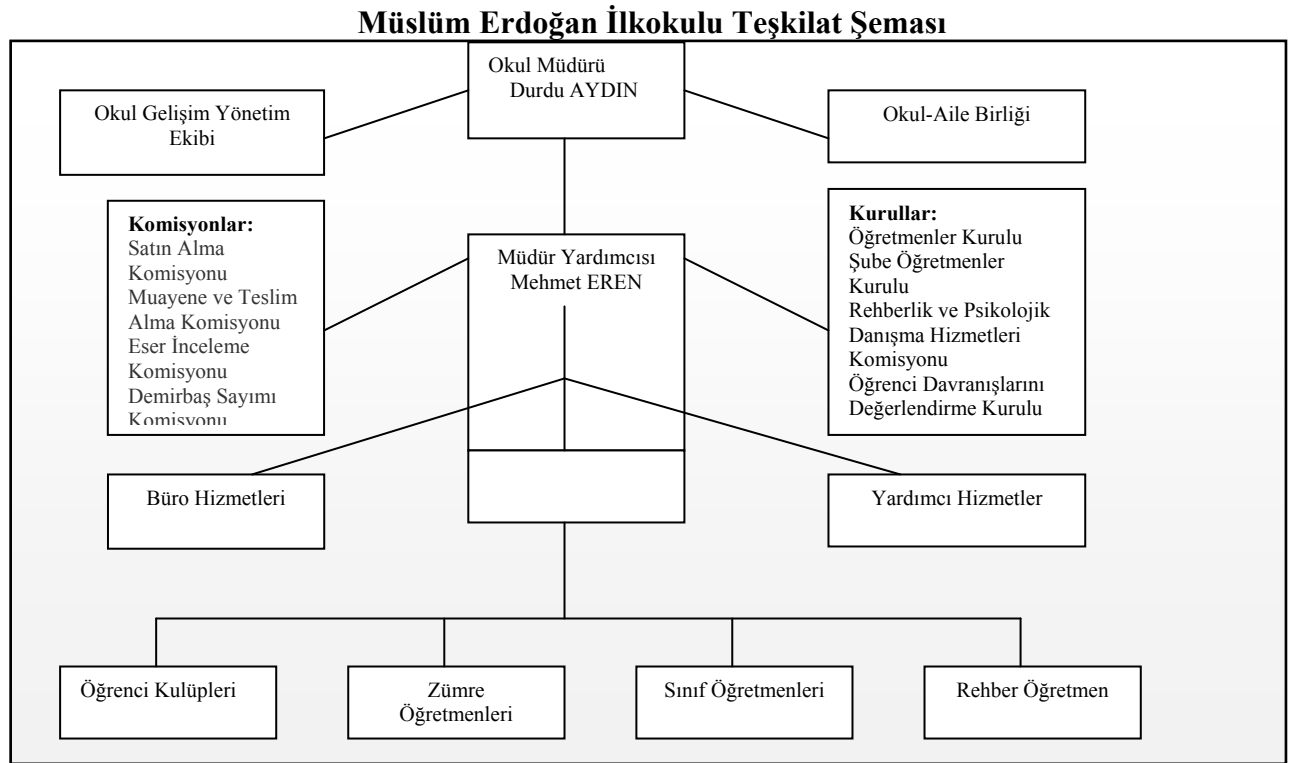 Müslüm Erdoğan İlkokulu Teşkilat Şeması
Okul Müdürü
Durdu AYDIN
Okul Gelişim Yönetim
Ekibi
Okul-Aile Birliği
Komisyonlar:
Satın Alma
Komisyonu
Muayene ve Teslim
Alma Komisyonu
Eser İnceleme
Komisyonu
Demirbaş Sayımı
Komisyonu
Müdür Yardımcısı
Mehmet EREN
Kurullar:
Öğretmenler Kurulu
Şube Öğretmenler
Kurulu
Rehberlik ve Psikolojik
Danışma Hizmetleri
Komisyonu
Öğrenci Davranışlarını
Değerlendirme Kurulu
Büro Hizmetleri
Yardımcı Hizmetler
Öğrenci Kulüpleri
Zümre
Öğretmenleri
Sınıf Öğretmenleri
Rehber Öğretmen